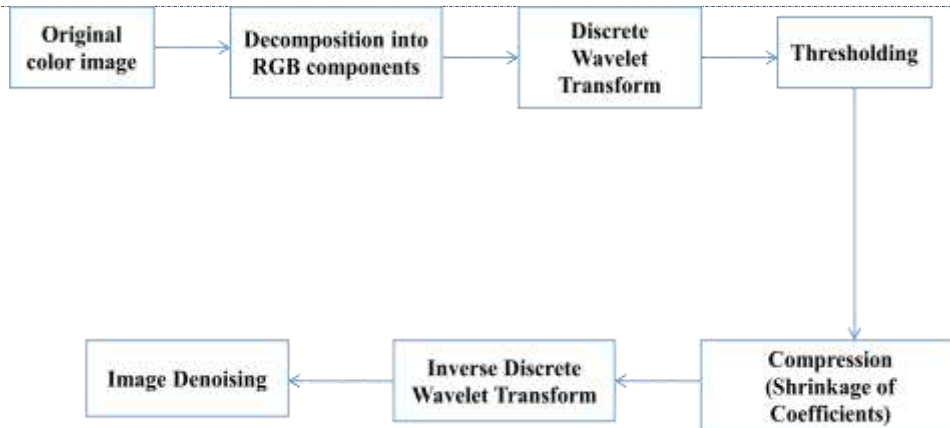 Original
color image
Decomposition into
RGB components
Discrete
Wavelet
Transform
Thresholding
Compression
(Shrinkage of
Coefficients)
Inverse Discrete
Wavelet Transform
Image Denoising